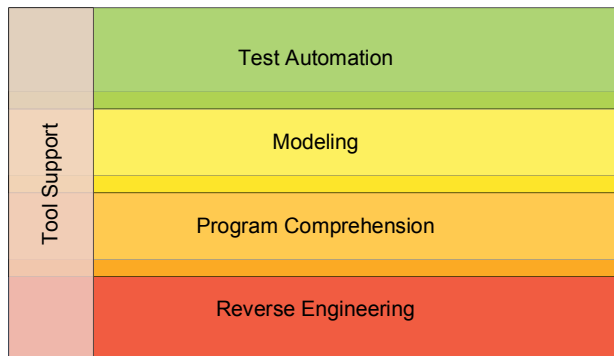 Test Automation
Modeling
Tool Support
Program Comprehension
Reverse Engineering